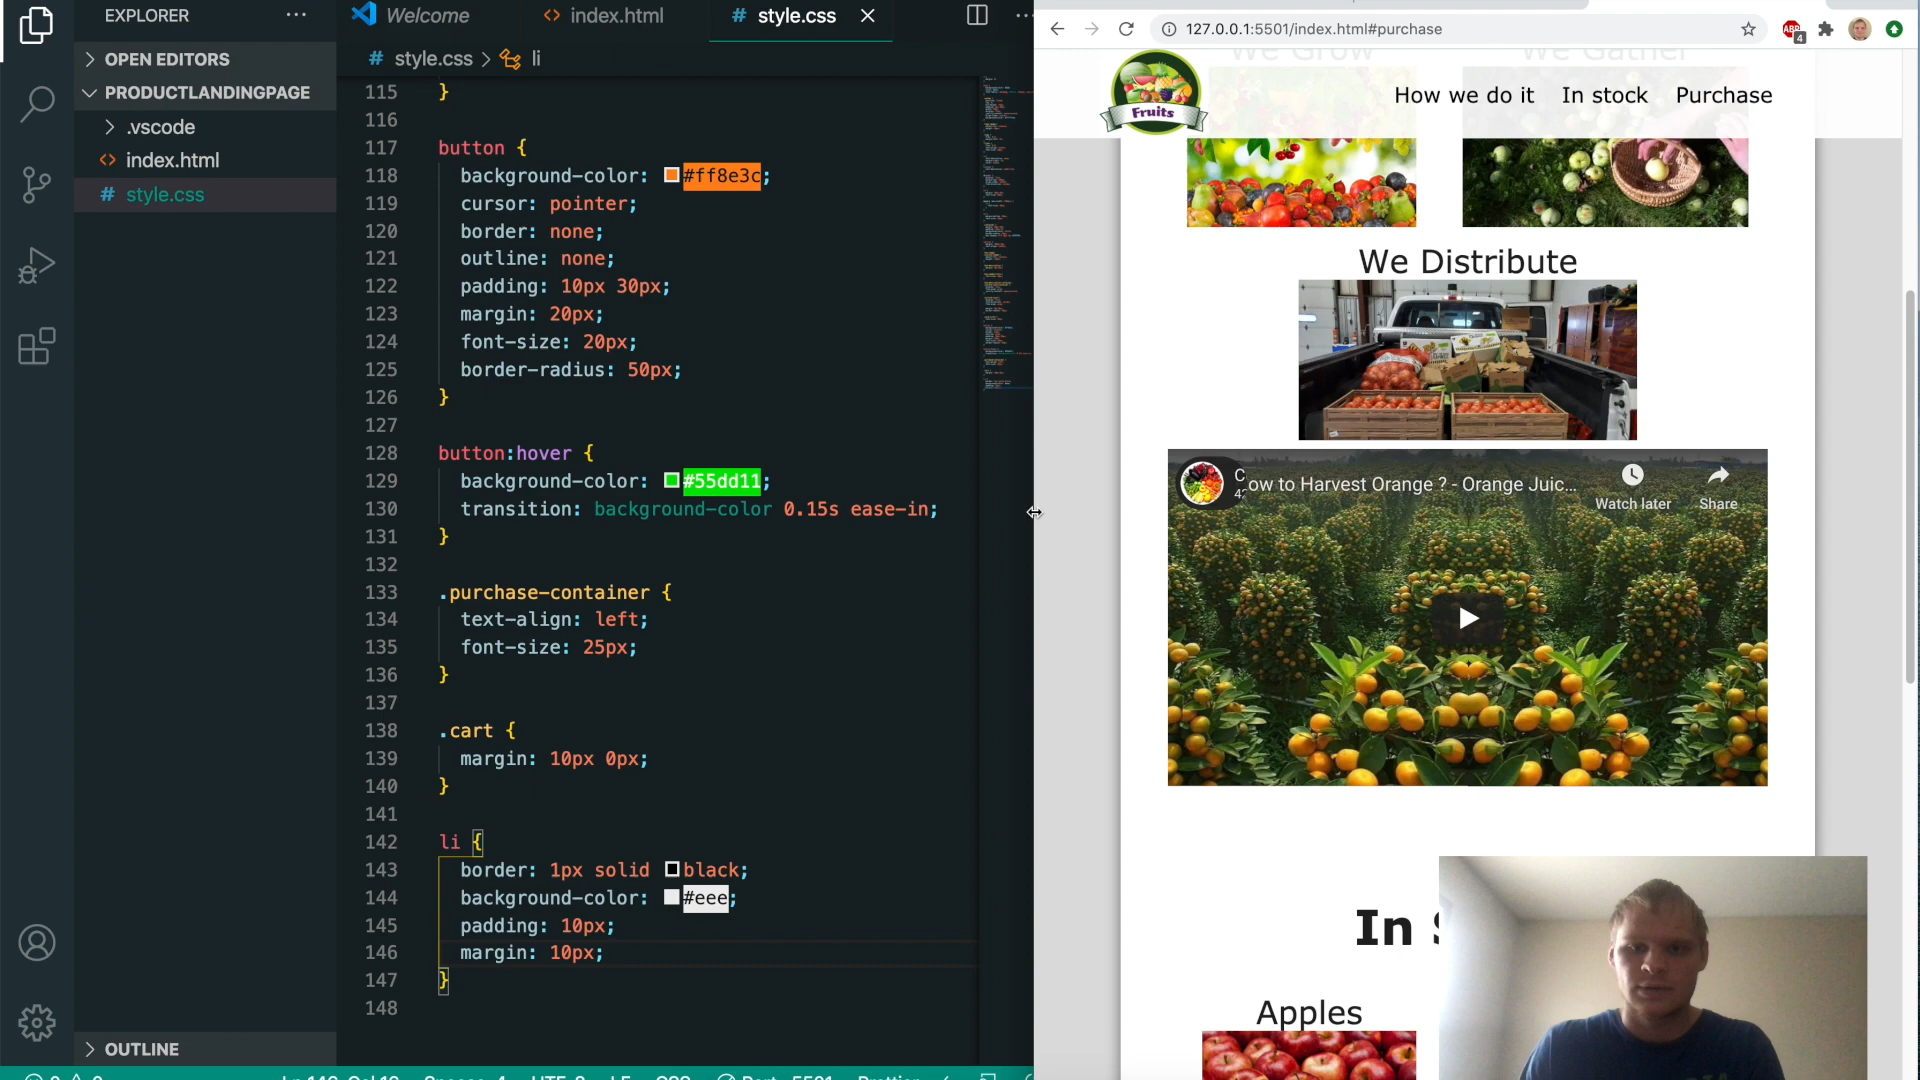 EXPLORER
OPEN EDITORS
PRODUCTLANDINGPAGE
.vscode
<> index.html
# style.css
OUTLINE
Welcome
<> index.html
# style.css
# style.css > li
115 }
116
117 button {
118 background-color: #ff8e3c;
119 cursor: pointer;
120 border: none;
121 outline: none;
122 padding: 10px 30px;
123 margin: 20px;
124 font-size: 20px;
125 border-radius: 50px;
126 }
127
128 button:hover {
129 background-color: #55dd11;
130 transition: background-color 0.15s ease-in;
131 }
132
133 .purchase-container {
134 text-align: left;
135 font-size: 25px;
136 }
137
138 .cart {
139 margin: 10px 0px;
140 }
141
142 li {
143 border: 1px solid black;
144 background-color: #eee;
145 padding: 10px;
146 margin: 10px;
147 }
148
127.0.0.1:5501/index.html#purchase
ABP
4
We Grow
We Gather
Fruits
How we do it
In stock
Purchase
We Distribute
ow to Harvest Orange ? - Orange Juic...
Watch later
Share
In
Apples